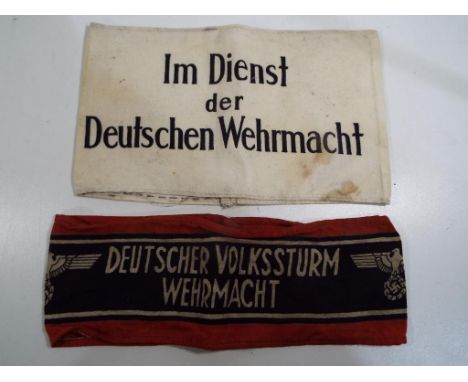 Im Dienst
der
Deutschen Wehrmacht
DEUTSCHER VOLKSSTURM
WEHRMACHT